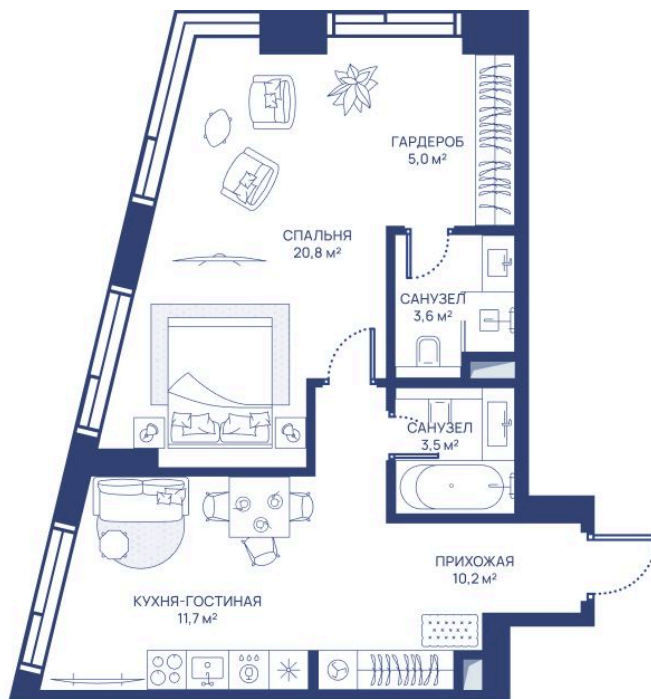 ГАРДЕРОБ
5,0 м²
СПАЛЬНЯ
20,8 м²
САНУЗЕЛ
3,6 м²
САНУЗЕЛ
3,5 м²
ПРИХОЖАЯ
10,2 м²
КУХНЯ-ГОСТИНАЯ
11,7 м²